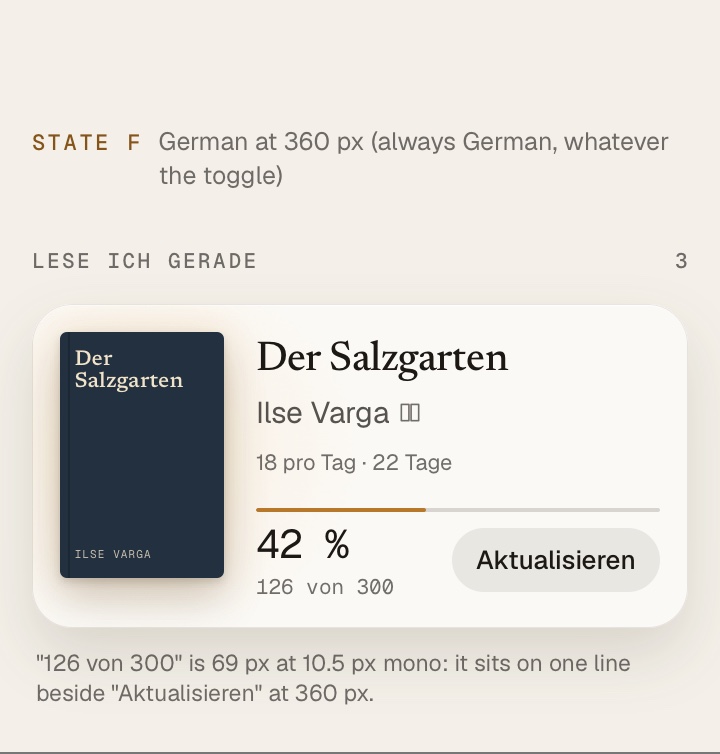 STATE F German at 360 px (always German, whatever
the toggle)
LESE ICH GERADE 3
Der
Salzgarten
ILSE VARGA
Der Salzgarten
Ilse Varga
18 pro Tag · 22 Tage
42 %
126 von 300
Aktualisieren
"126 von 300" is 69 px at 10.5 px mono: it sits on one line
beside "Aktualisieren" at 360 px.